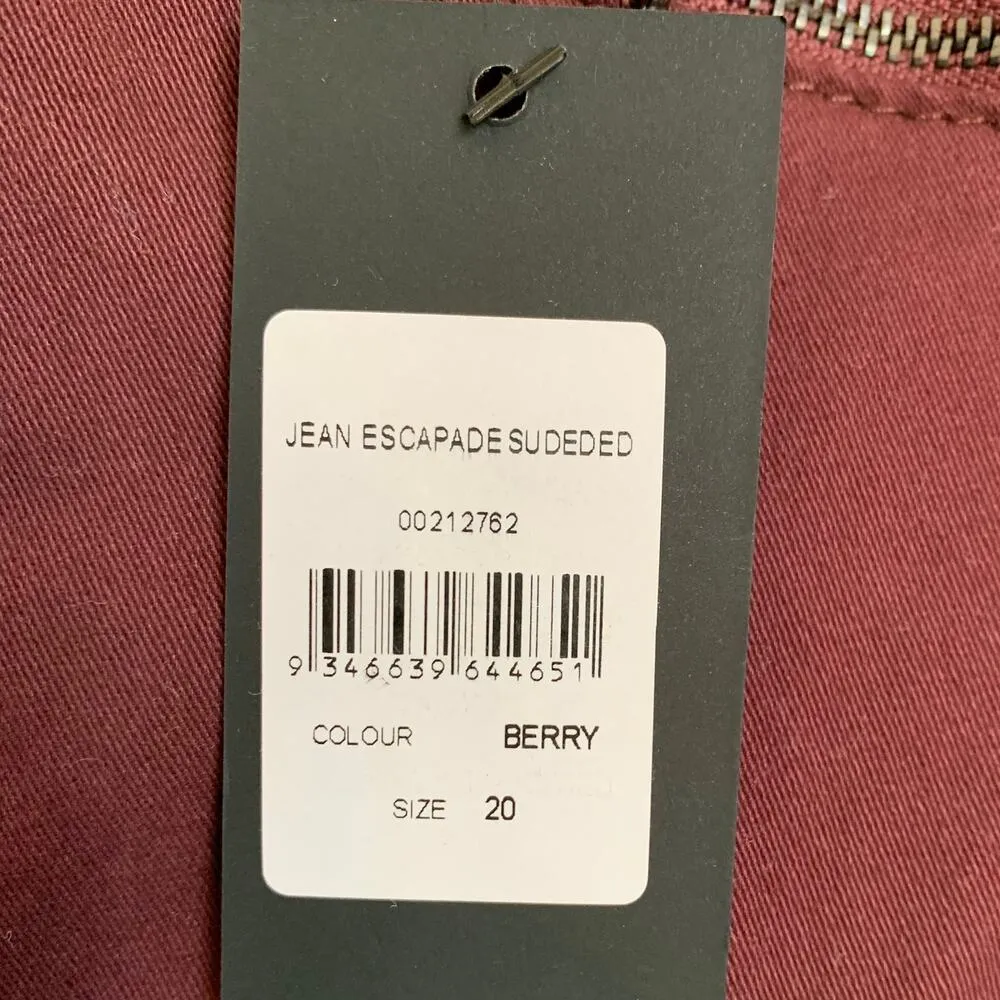 JEAN ESCAPADE SUDEDED
00212762
9 346639 644651
COLOUR BERRY
SIZE 20